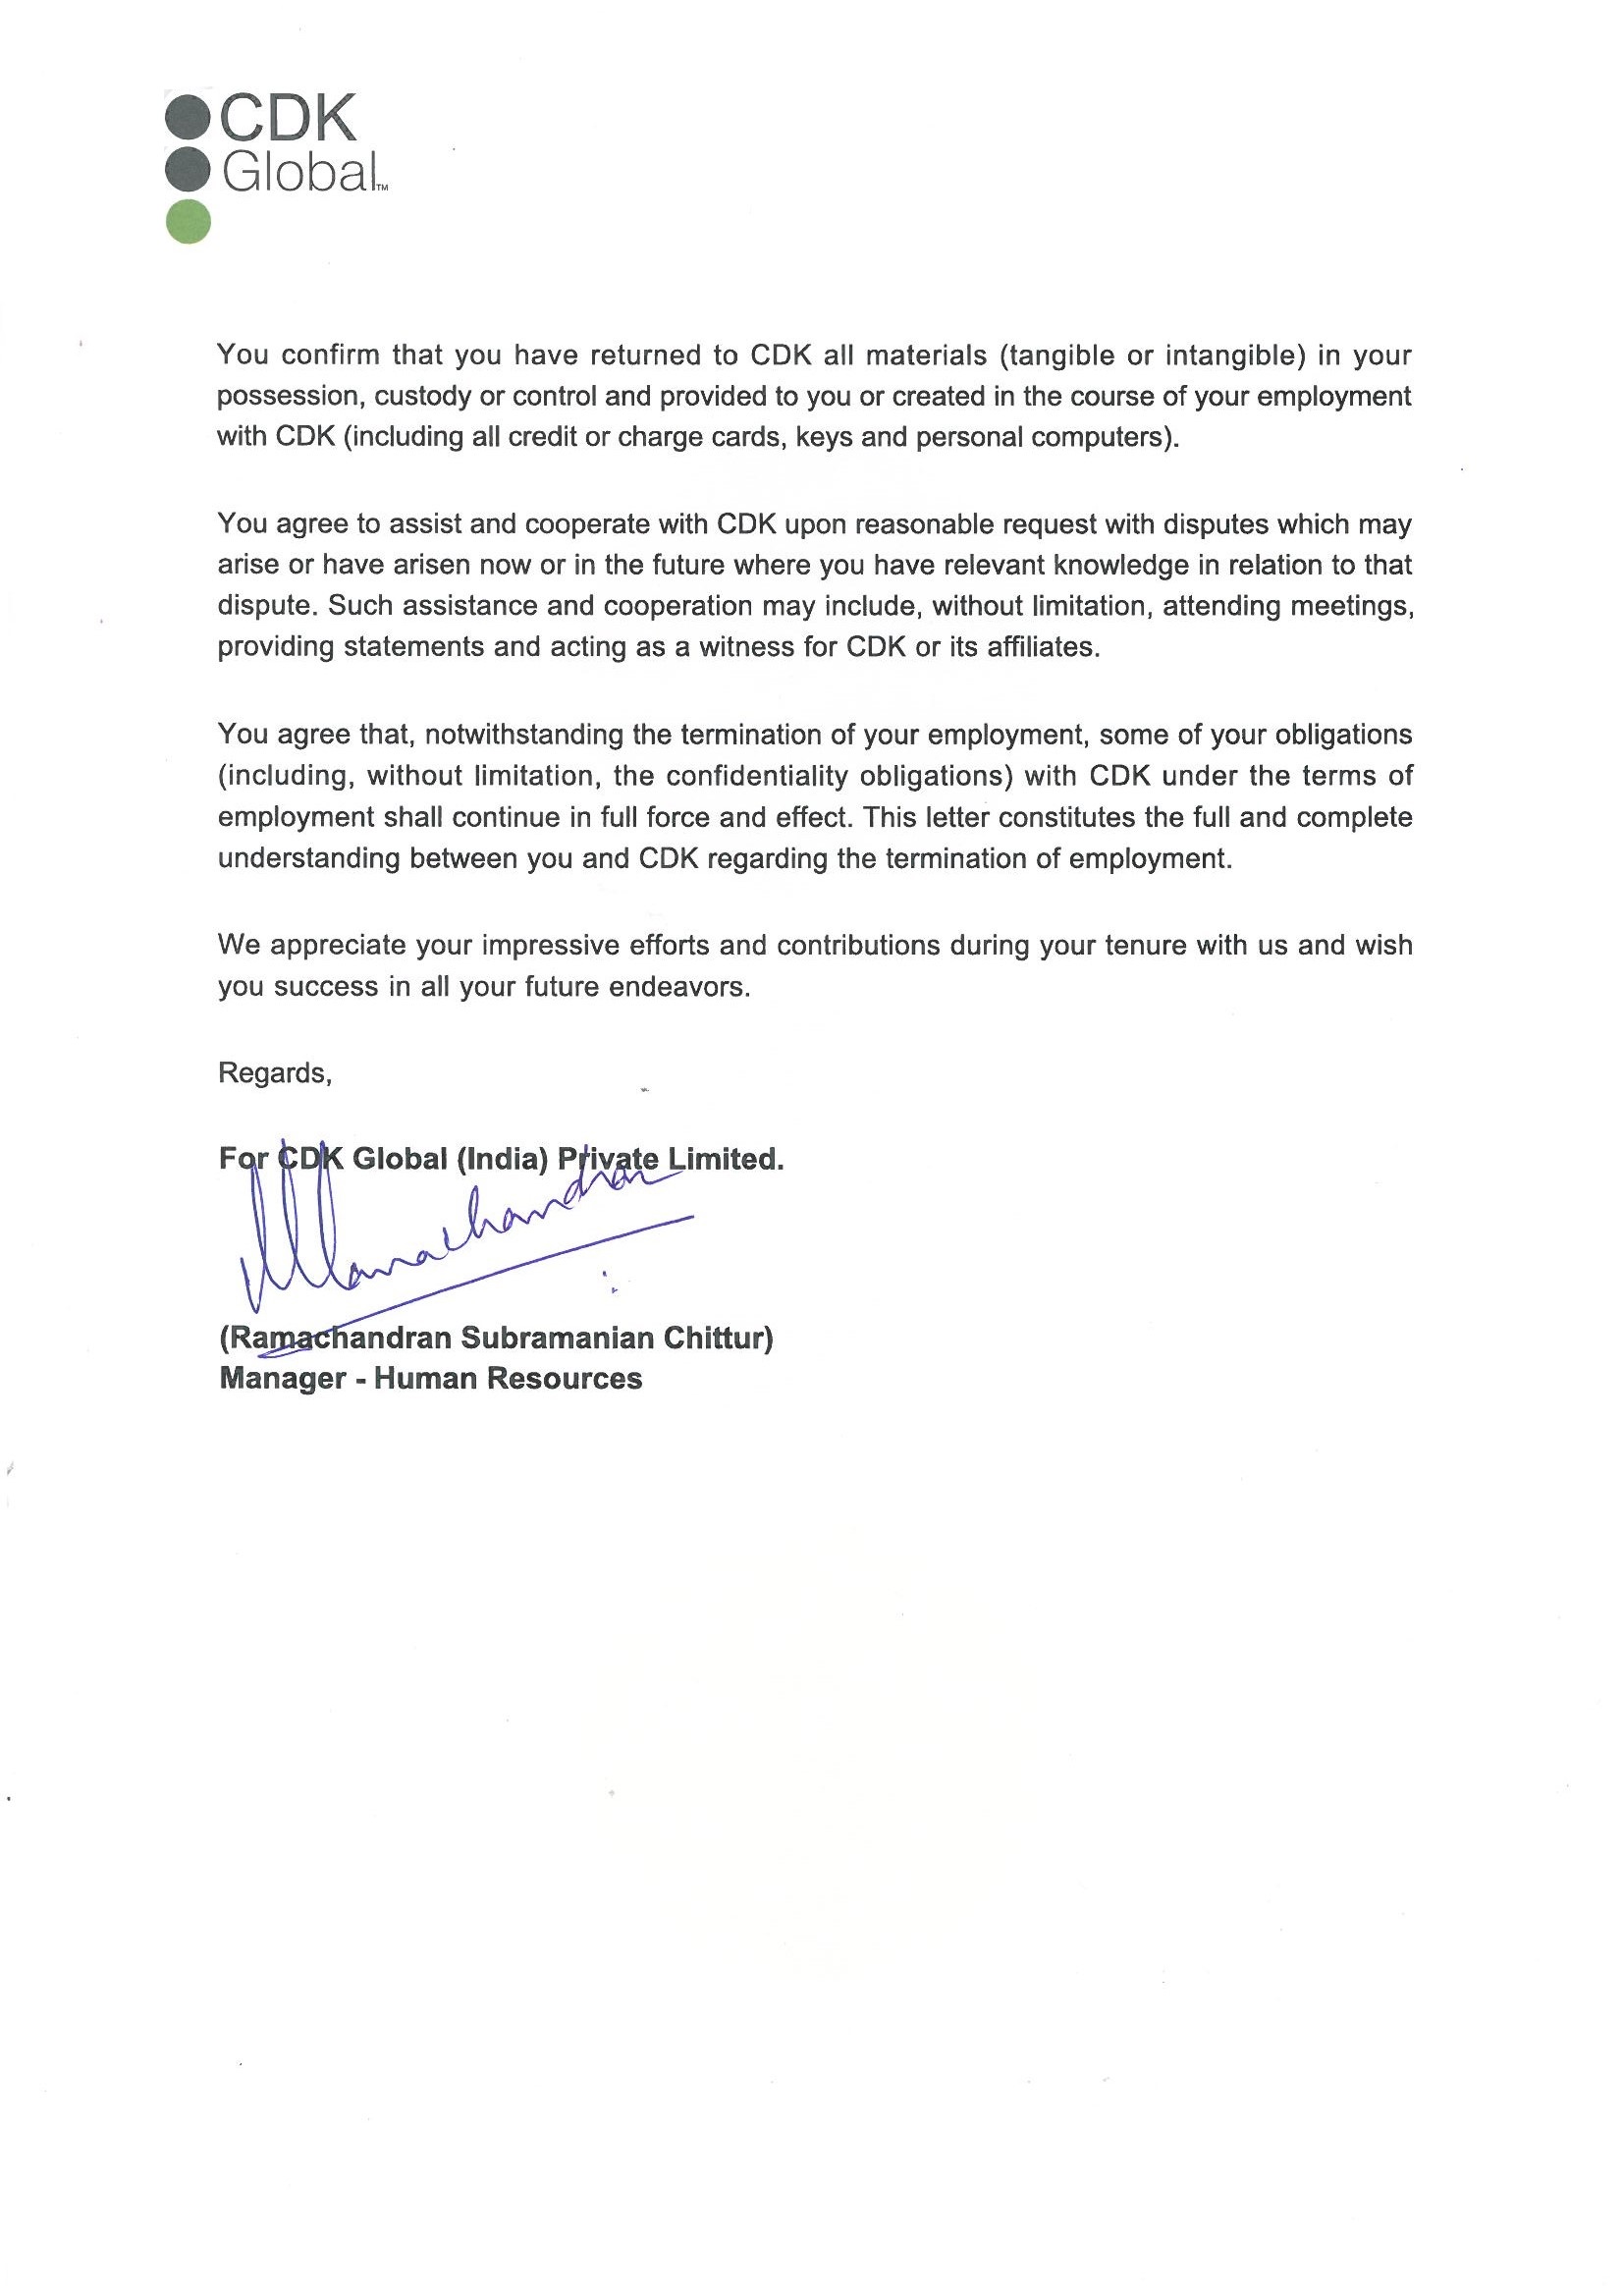 CDK
Global™
You confirm that you have returned to CDK all materials (tangible or intangible) in your
possession, custody or control and provided to you or created in the course of your employment
with CDK (including all credit or charge cards, keys and personal computers).
You agree to assist and cooperate with CDK upon reasonable request with disputes which may
arise or have arisen now or in the future where you have relevant knowledge in relation to that
dispute. Such assistance and cooperation may include, without limitation, attending meetings,
providing statements and acting as a witness for CDK or its affiliates.
You agree that, notwithstanding the termination of your employment, some of your obligations
(including, without limitation, the confidentiality obligations) with CDK under the terms of
employment shall continue in full force and effect. This letter constitutes the full and complete
understanding between you and CDK regarding the termination of employment.
We appreciate your impressive efforts and contributions during your tenure with us and wish
you success in all your future endeavors.
Regards,
For CDK Global (India) Private Limited.
(Ramachandran Subramanian Chittur)
Manager - Human Resources